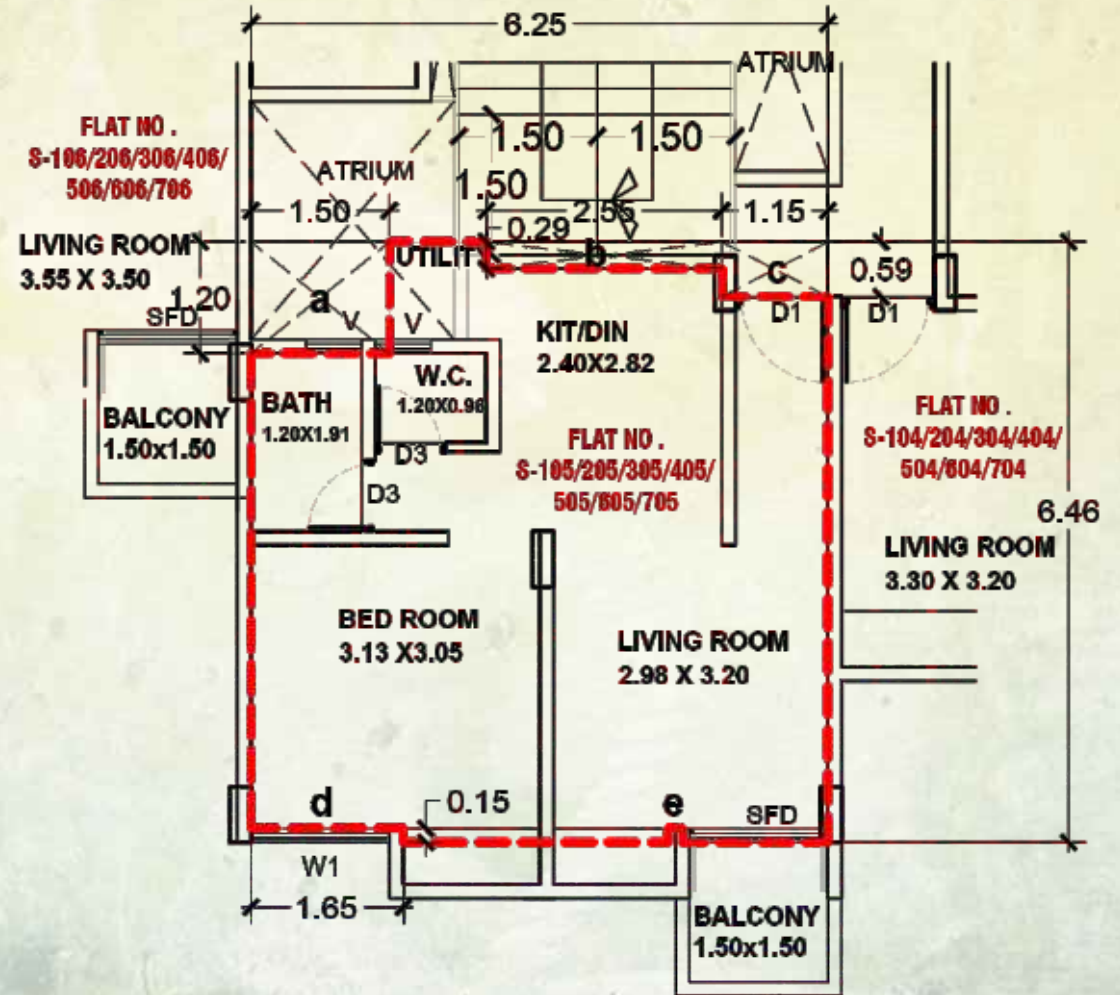 6.25
ATRIUM
FLAT NO .
S-106/206/306/406/
506/606/706
1.50
1.50
ATRIUM
1.50
1.50
2.55
1.15
0.29
LIVING ROOM
3.55 X 3.50
UTILIT
b
c
0.59
1.20
a
SFD
V
V
D1
D1
KIT/DIN
2.40X2.82
W.C.
1.20X0.96
BATH
1.20X1.91
BALCONY
1.50x1.50
FLAT NO .
S-104/204/304/404/
504/604/704
FLAT NO .
S-105/205/305/405/
505/605/705
D3
D3
6.46
LIVING ROOM
3.30 X 3.20
BED ROOM
3.13 X3.05
LIVING ROOM
2.98 X 3.20
d
0.15
e
SFD
W1
1.65
BALCONY
1.50x1.50